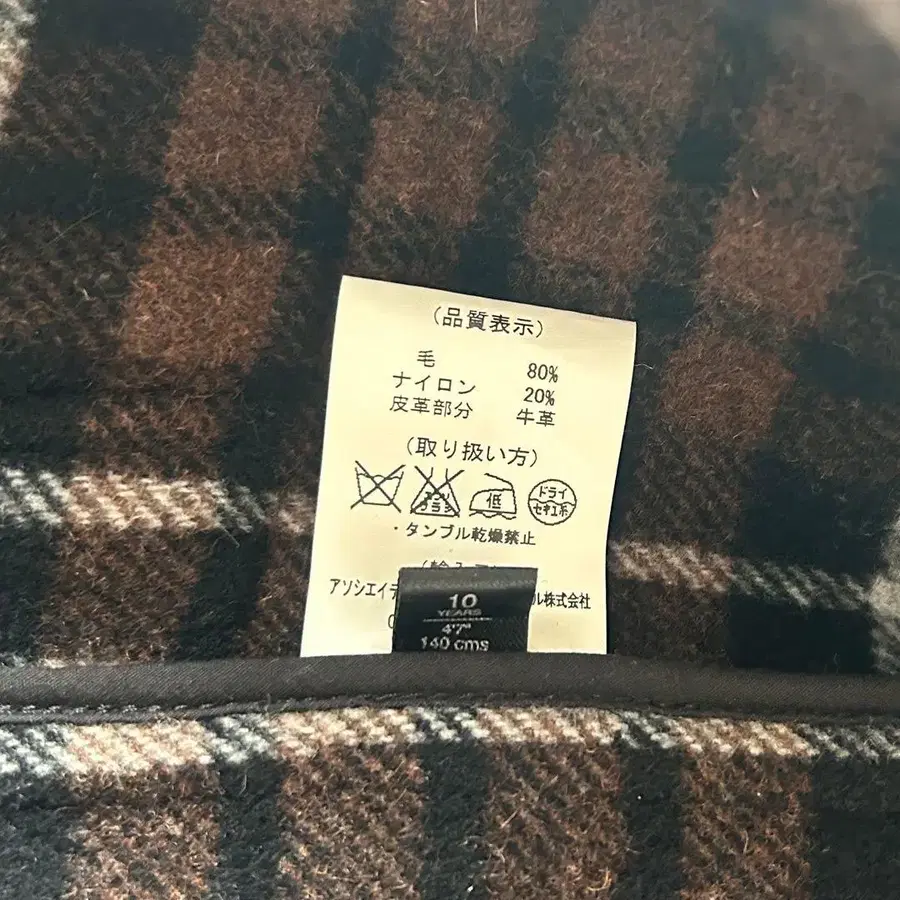 (品質表示)
毛 80%
ナイロン 20%
皮革部分 牛革
(取り扱い方)
低 ドライ
セキユ系
・タンブル乾燥禁止
アソシエイテ ル株式会社
10
YEARS
4'7"
140 cms